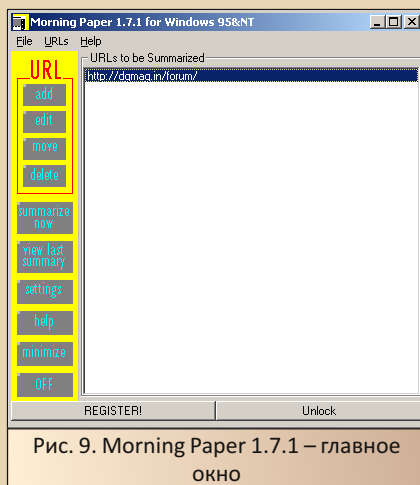 Morning Paper 1.7.1 for Windows 95&NT
File URLs Help
URLs to be Summarized
http://dgmag.in/forum/
URL
add
edit
move
delete
summarize
now
view last
summary
settings
help
minimize
OFF
REGISTER! Unlock
Рис. 9. Morning Paper 1.7.1 – главное
окно